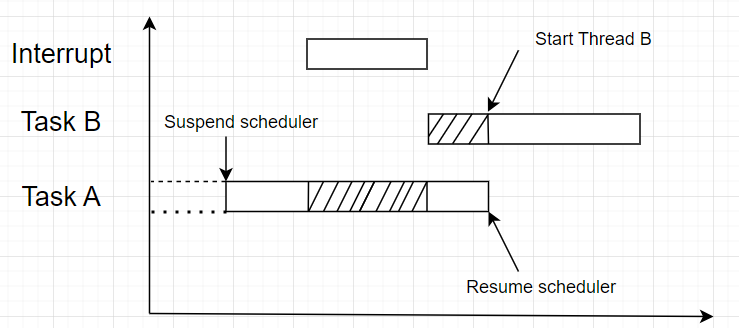 Interrupt
Start Thread B
Task B
Suspend scheduler
Task A
Resume scheduler